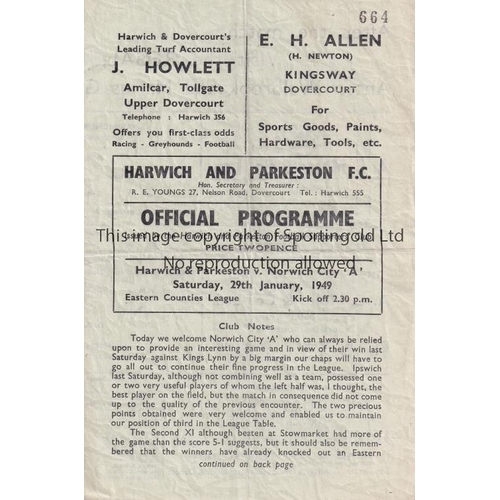 664
Harwich & Dovercourt's
Leading Turf Accountant
J. HOWLETT
Amilcar, Tollgate
Upper Dovercourt
Telephone : Harwich 356
Offers you first-class odds
Racing - Greyhounds - Football
E. H. ALLEN
(H. NEWTON)
KINGSWAY
DOVERCOURT
For
Sports Goods, Paints,
Hardware, Tools, etc.
HARWICH AND PARKESTON F.C.
Hon. Secretary and Treasurer :
R. E. YOUNGS 27, Nelson Road, Dovercourt Tel. : Harwich 555
OFFICIAL PROGRAMME
This image copyright of Sportingold Ltd
PRICE TWOPENCE
No reproduction allowed
Harwich & Parkeston v. Norwich City 'A'
Saturday, 29th January, 1949
Eastern Counties League Kick off 2.30 p.m.
Club Notes
Today we welcome Norwich City 'A' who can always be relied
upon to provide an interesting game and in view of their win last
Saturday against Kings Lynn by a big margin our chaps will have to
go all out to continue their fine progress in the League. Ipswich
last Saturday, although not combining well as a team, possessed one
or two very useful players of whom the left half was, I thought, the
best player on the field, but the match in consequence did not come
up to the quality of the previous encounter. The two precious
points obtained were very welcome and enabled us to maintain
our position of third in the League Table.
The Second XI although beaten at Stowmarket had more of
the game than the score 5-1 suggests, but it should also be remem-
bered that the winners have already knocked out an Eastern
continued on back page